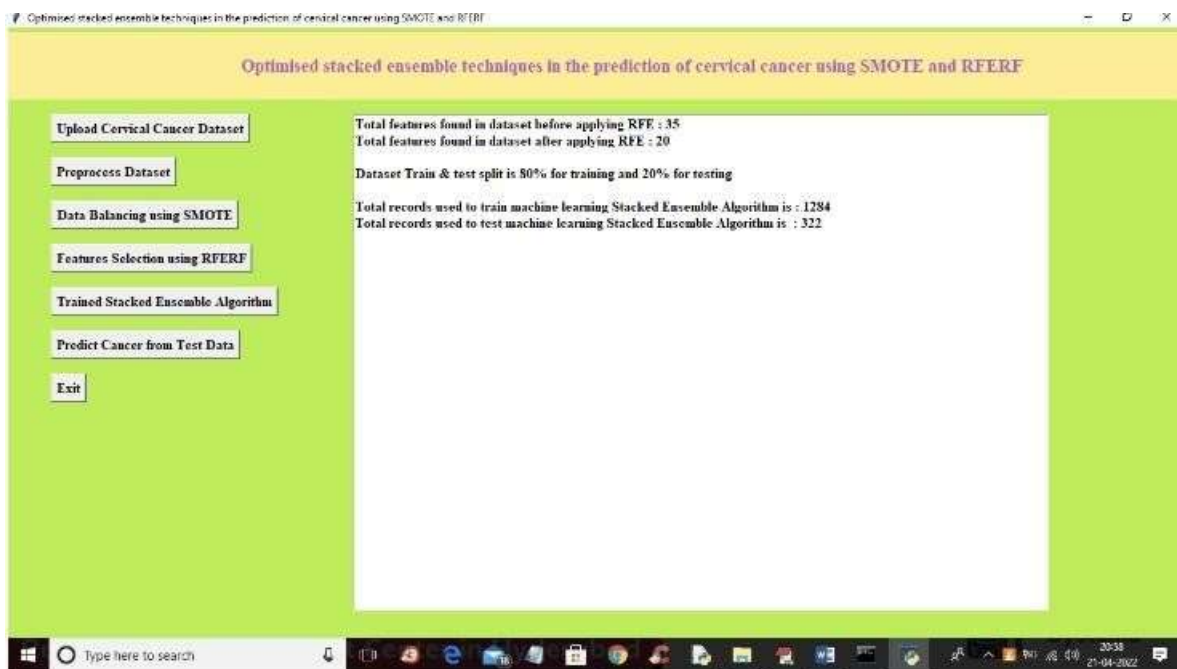 Optimised stacked ensemble techniques in the prediction of cervical cancer using SMOTE and RFERF
Optimised stacked ensemble techniques in the prediction of cervical cancer using SMOTE and RFERF
Upload Cervical Cancer Dataset
Preprocess Dataset
Data Balancing using SMOTE
Features Selection using RFERF
Trained Stacked Ensemble Algorithm
Predict Cancer from Test Data
Exit
Total features found in dataset before applying RFE : 35
Total features found in dataset after applying RFE : 20
Dataset Train & test split is 80% for training and 20% for testing
Total records used to train machine learning Stacked Ensemble Algorithm is : 1284
Total records used to test machine learning Stacked Ensemble Algorithm is : 322
Type here to search
20:38
21-04-2022